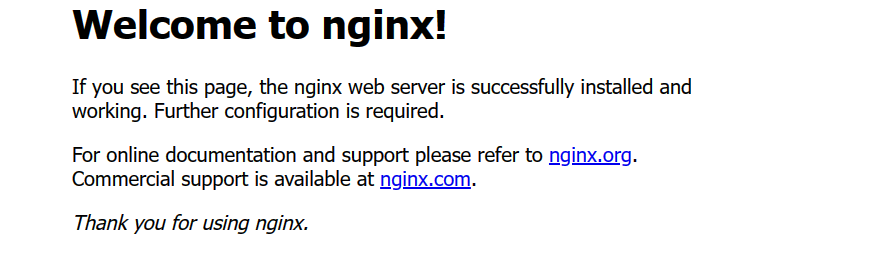 Welcome to nginx!
If you see this page, the nginx web server is successfully installed and
working. Further configuration is required.
For online documentation and support please refer to nginx.org.
Commercial support is available at nginx.com.
Thank you for using nginx.